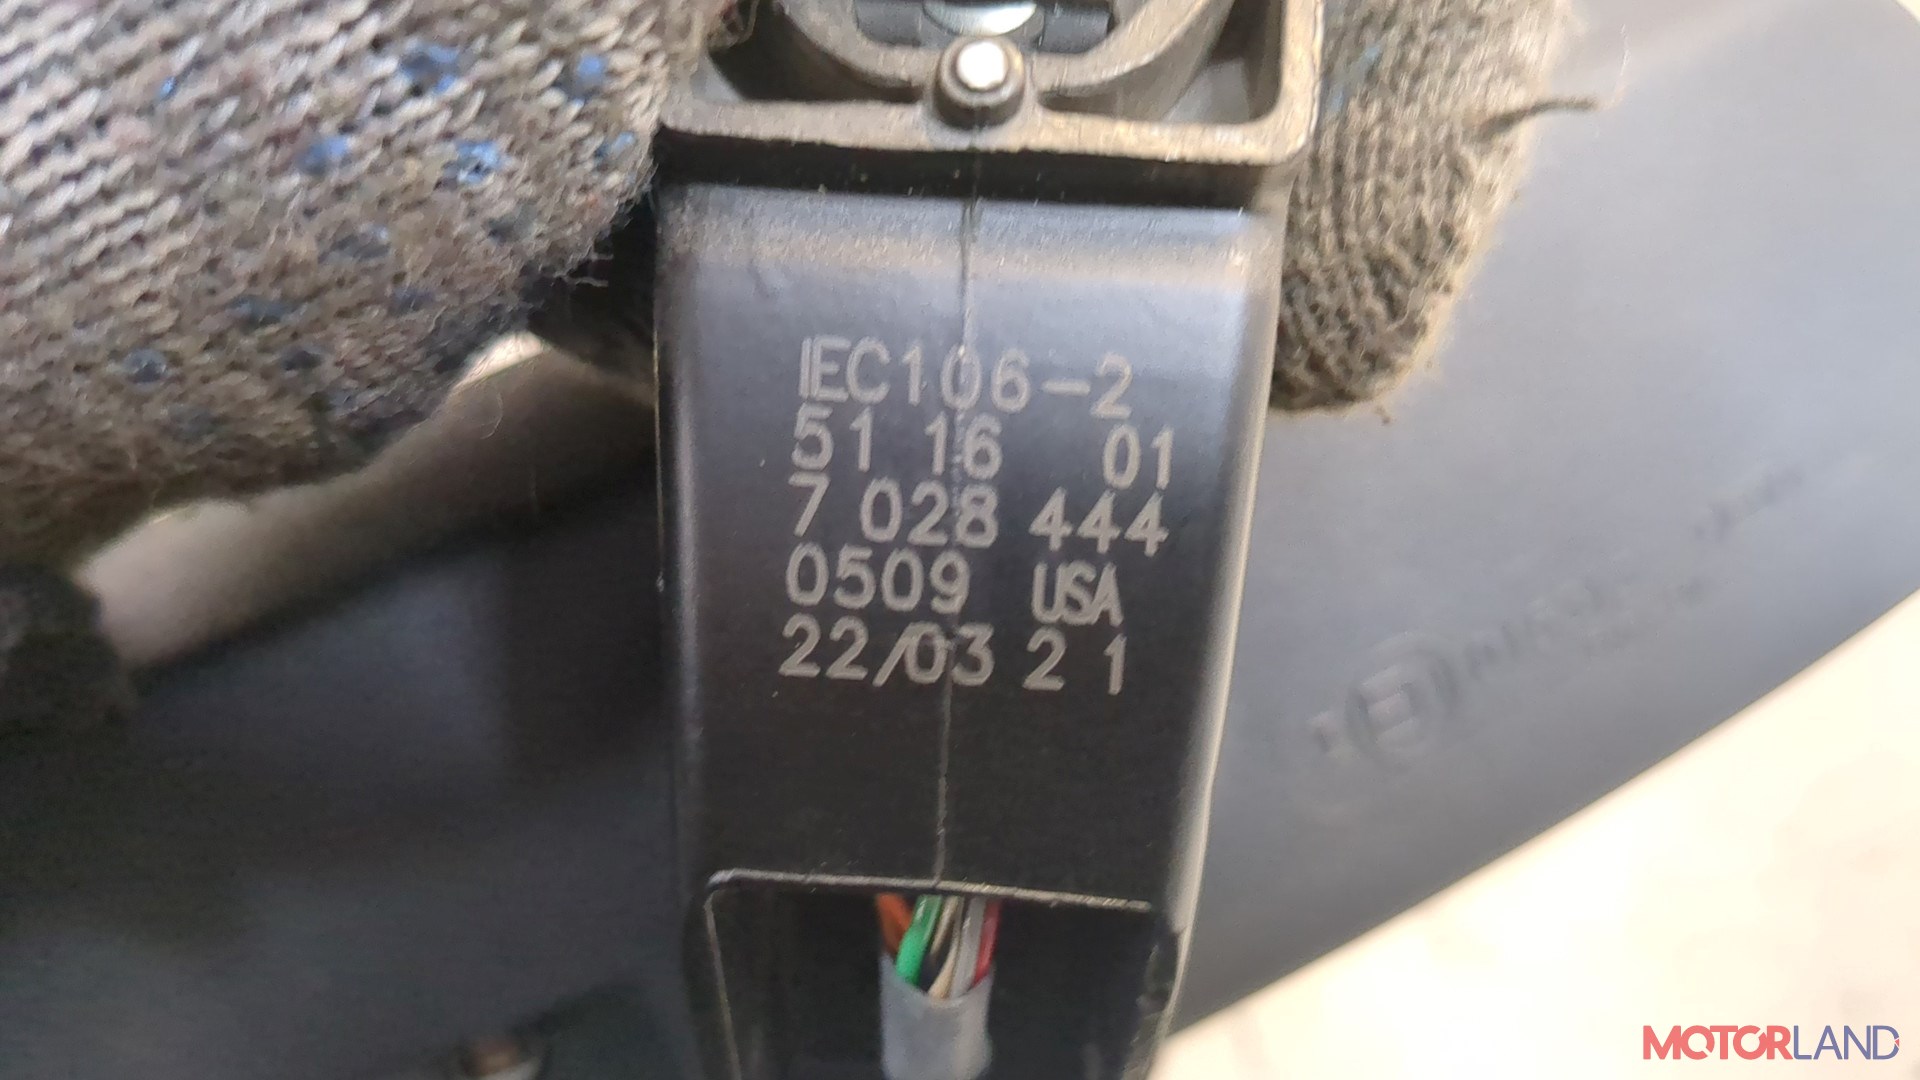 IEC106-2
51 16 01
7 028 444
0509 USA
22/03 2 1
MOTORLAND